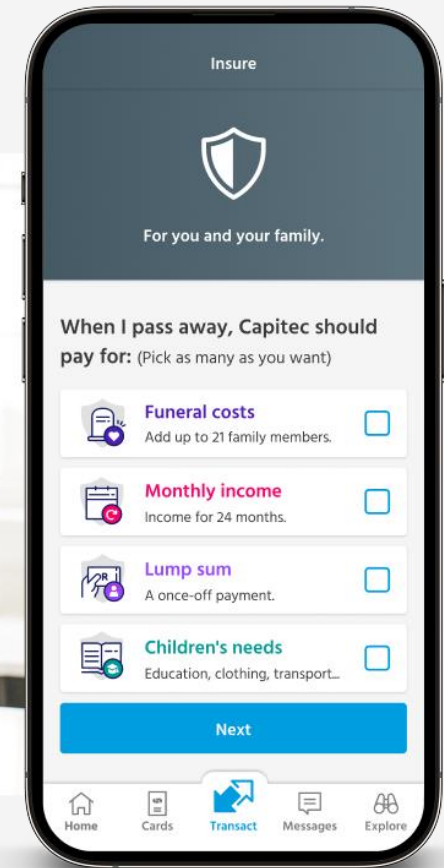 Insure
For you and your family.
When I pass away, Capitec should
pay for: (Pick as many as you want)
Funeral costs
Add up to 21 family members.
Monthly income
Income for 24 months.
Lump sum
A once-off payment.
Children's needs
Education, clothing, transport...
Next
Home Cards Transact Messages Explore